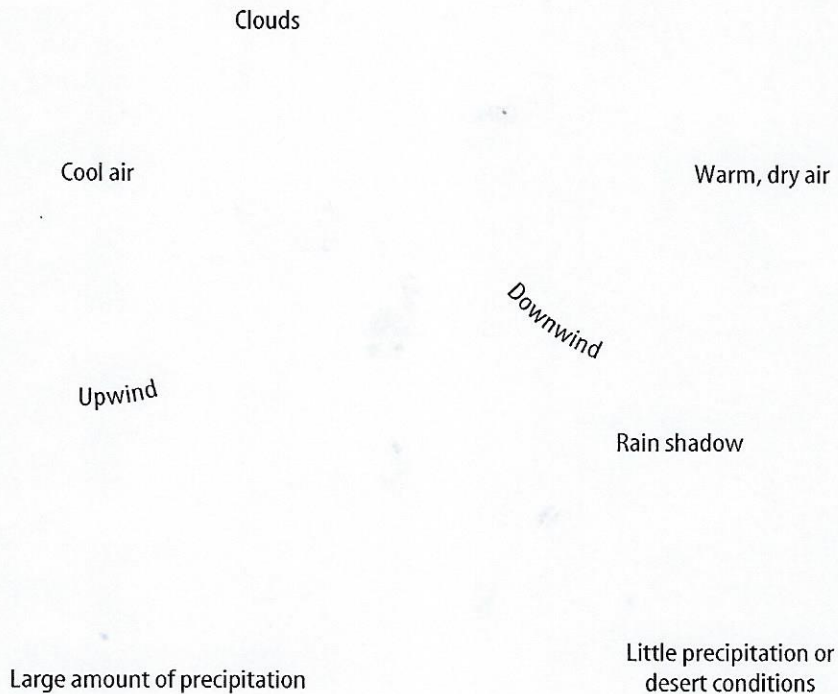 Clouds
Cool air
Warm, dry air
Downwind
Upwind
Rain shadow
Large amount of precipitation
Little precipitation or
desert conditions